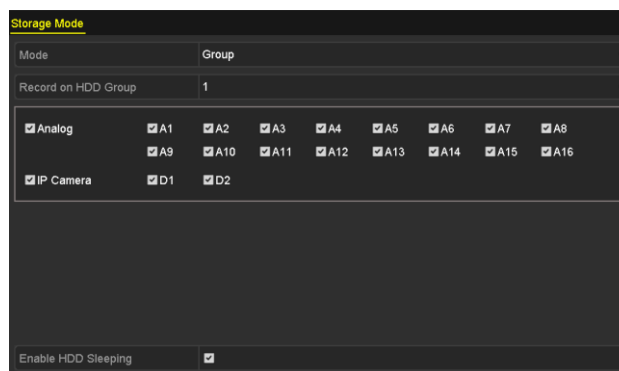 Storage Mode
Mode Group
Record on HDD Group 1
Analog A1 A2 A3 A4 A5 A6 A7 A8
A9 A10 A11 A12 A13 A14 A15 A16
IP Camera D1 D2
Enable HDD Sleeping